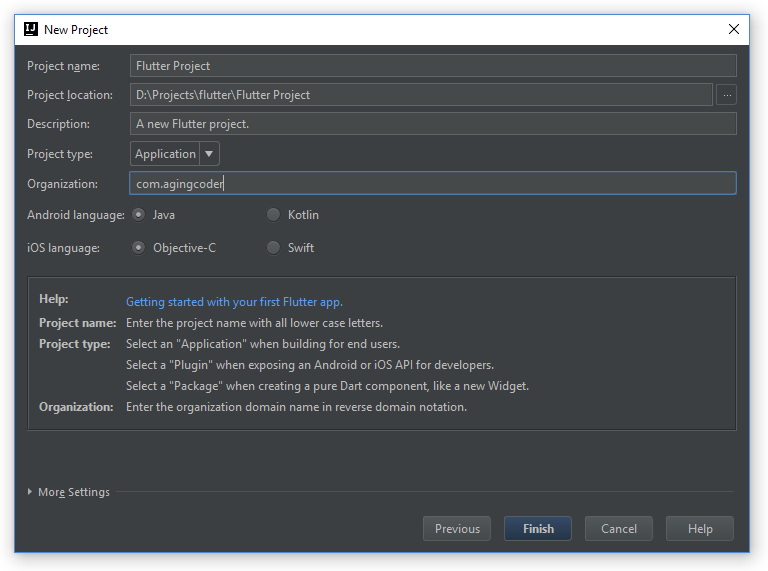 IJ New Project
Project name: Flutter Project
Project location: D:\Projects\flutter\Flutter Project ...
Description: A new Flutter project.
Project type: Application
Organization: com.agingcoder
Android language: Java Kotlin
iOS language: Objective-C Swift
Help: Getting started with your first Flutter app.
Project name: Enter the project name with all lower case letters.
Project type: Select an "Application" when building for end users.
Select a "Plugin" when exposing an Android or iOS API for developers.
Select a "Package" when creating a pure Dart component, like a new Widget.
Organization: Enter the organization domain name in reverse domain notation.
More Settings
Previous Finish Cancel Help